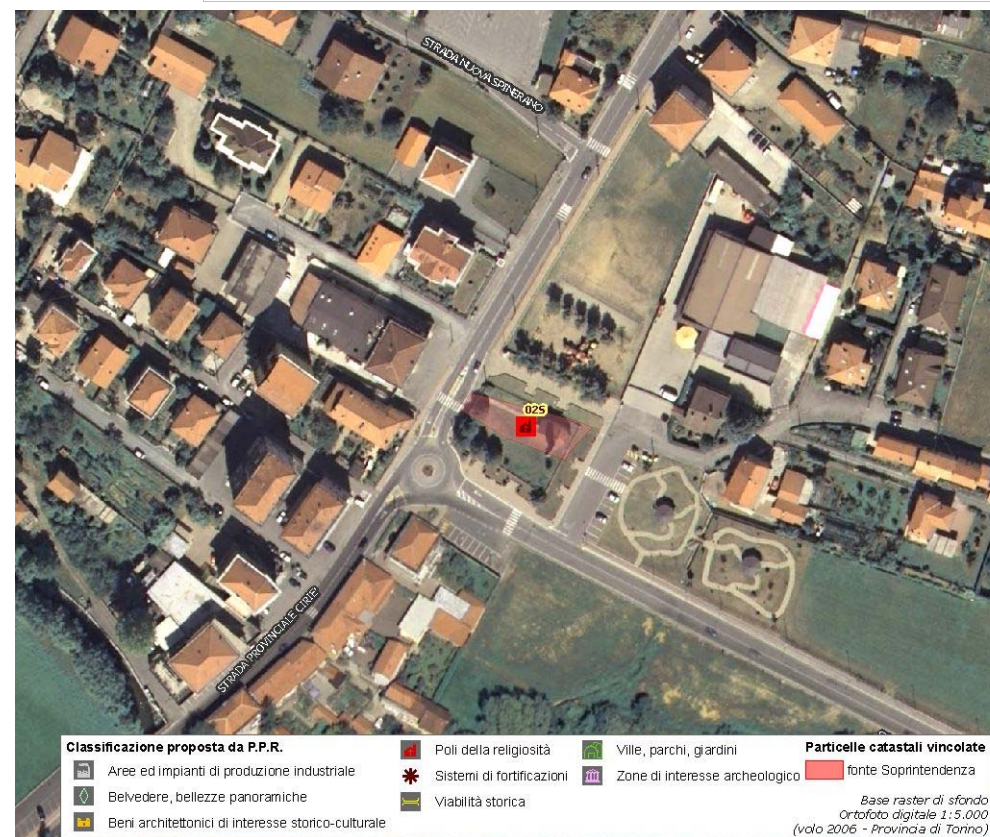 STRADA NUOVA SPINERANO
025
STRADA PROVINCIALE CIRIE'
Classificazione proposta da P.P.R.
Aree ed impianti di produzione industriale
Belvedere, bellezze panoramiche
Beni architettonici di interesse storico-culturale
Poli della religiosità
Sistemi di fortificazioni
Viabilità storica
Ville, parchi, giardini
Zone di interesse archeologico
Particelle catastali vincolate
fonte Soprintendenza
Base raster di sfondo
Ortofoto digitale 1:5.000
(volo 2006 - Provincia di Torino)